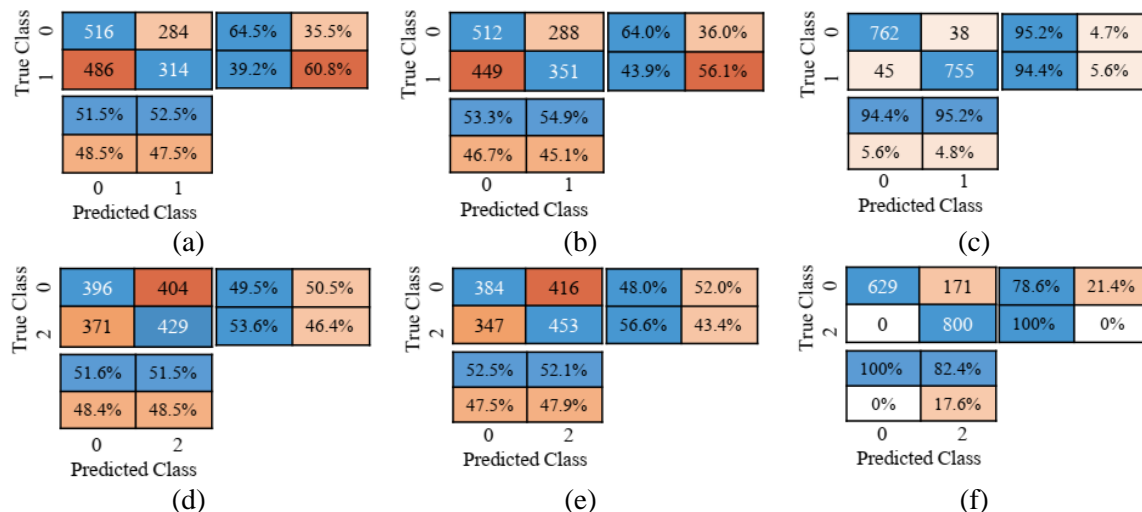 True Class
0
516 284 64.5% 35.5%
1
486 314 39.2% 60.8%
51.5% 52.5%
48.5% 47.5%
0 1
Predicted Class
(a)
True Class
0
512 288 64.0% 36.0%
1
449 351 43.9% 56.1%
53.3% 54.9%
46.7% 45.1%
0 1
Predicted Class
(b)
True Class
0
762 38 95.2% 4.7%
1
45 755 94.4% 5.6%
94.4% 95.2%
5.6% 4.8%
0 1
Predicted Class
(c)
True Class
0
396 404 49.5% 50.5%
2
371 429 53.6% 46.4%
51.6% 51.5%
48.4% 48.5%
0 2
Predicted Class
(d)
True Class
0
384 416 48.0% 52.0%
2
347 453 56.6% 43.4%
52.5% 52.1%
47.5% 47.9%
0 2
Predicted Class
(e)
True Class
0
629 171 78.6% 21.4%
2
0 800 100% 0%
100% 82.4%
0% 17.6%
0 2
Predicted Class
(f)